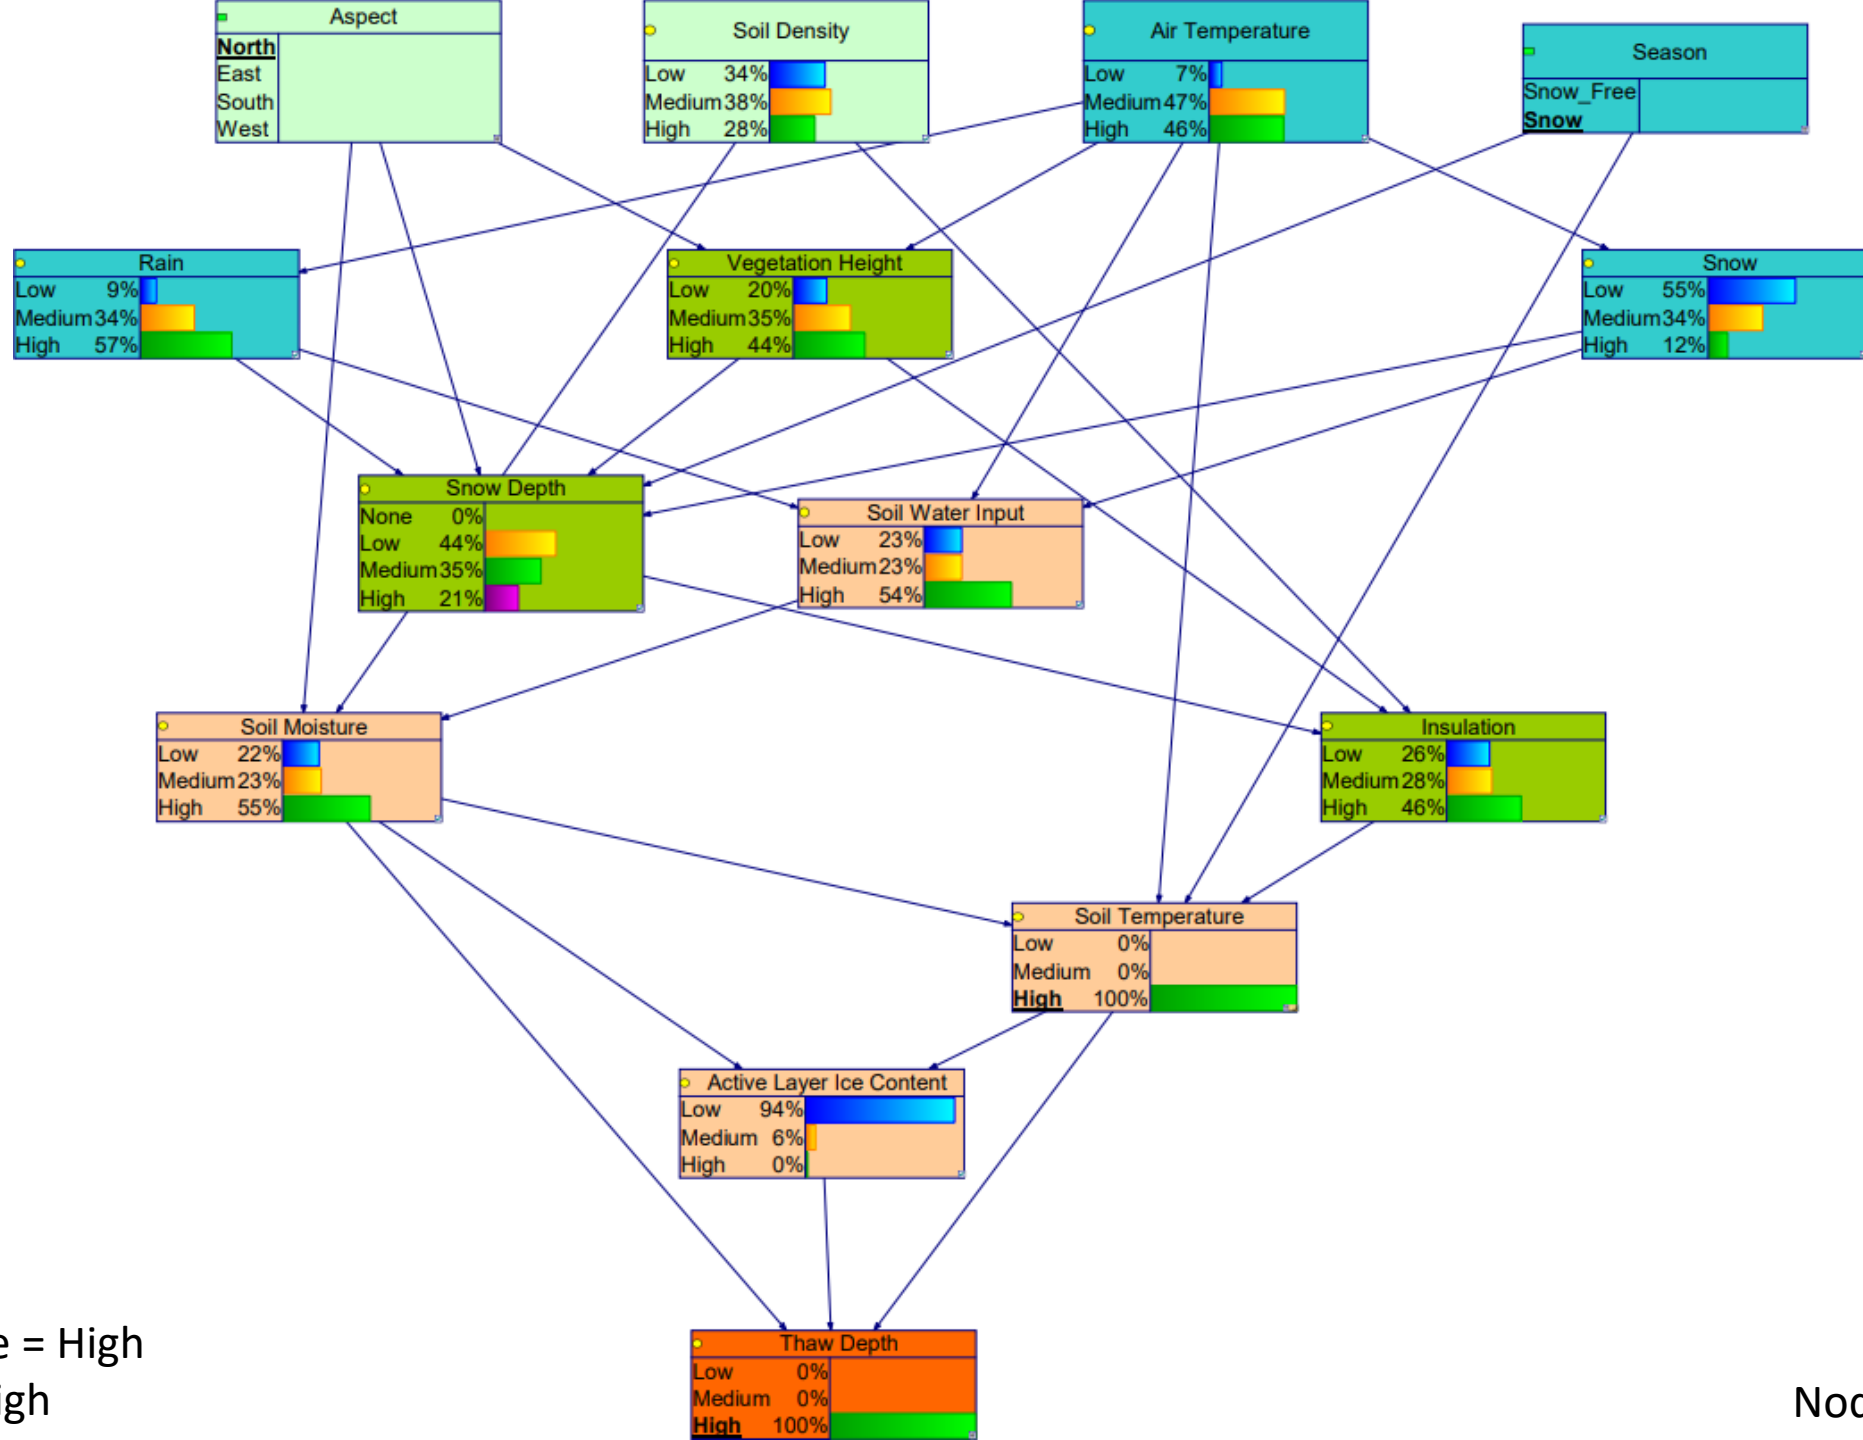 Aspect
North
East
South
West
Soil Density
Low 34%
Medium 38%
High 28%
Air Temperature
Low 7%
Medium 47%
High 46%
Season
Snow_Free
Snow
Rain
Low 9%
Medium 34%
High 57%
Vegetation Height
Low 20%
Medium 35%
High 44%
Snow
Low 55%
Medium 34%
High 12%
Snow Depth
None 0%
Low 44%
Medium 35%
High 21%
Soil Water Input
Low 23%
Medium 23%
High 54%
Soil Moisture
Low 22%
Medium 23%
High 55%
Insulation
Low 26%
Medium 28%
High 46%
Soil Temperature
Low 0%
Medium 0%
High 100%
Active Layer Ice Content
Low 94%
Medium 6%
High 0%
Thaw Depth
Low 0%
Medium 0%
High 100%
e = High
igh
Noc